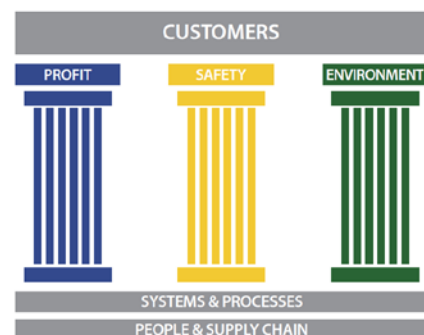 CUSTOMERS
PROFIT SAFETY ENVIRONMENT
SYSTEMS & PROCESSES
PEOPLE & SUPPLY CHAIN